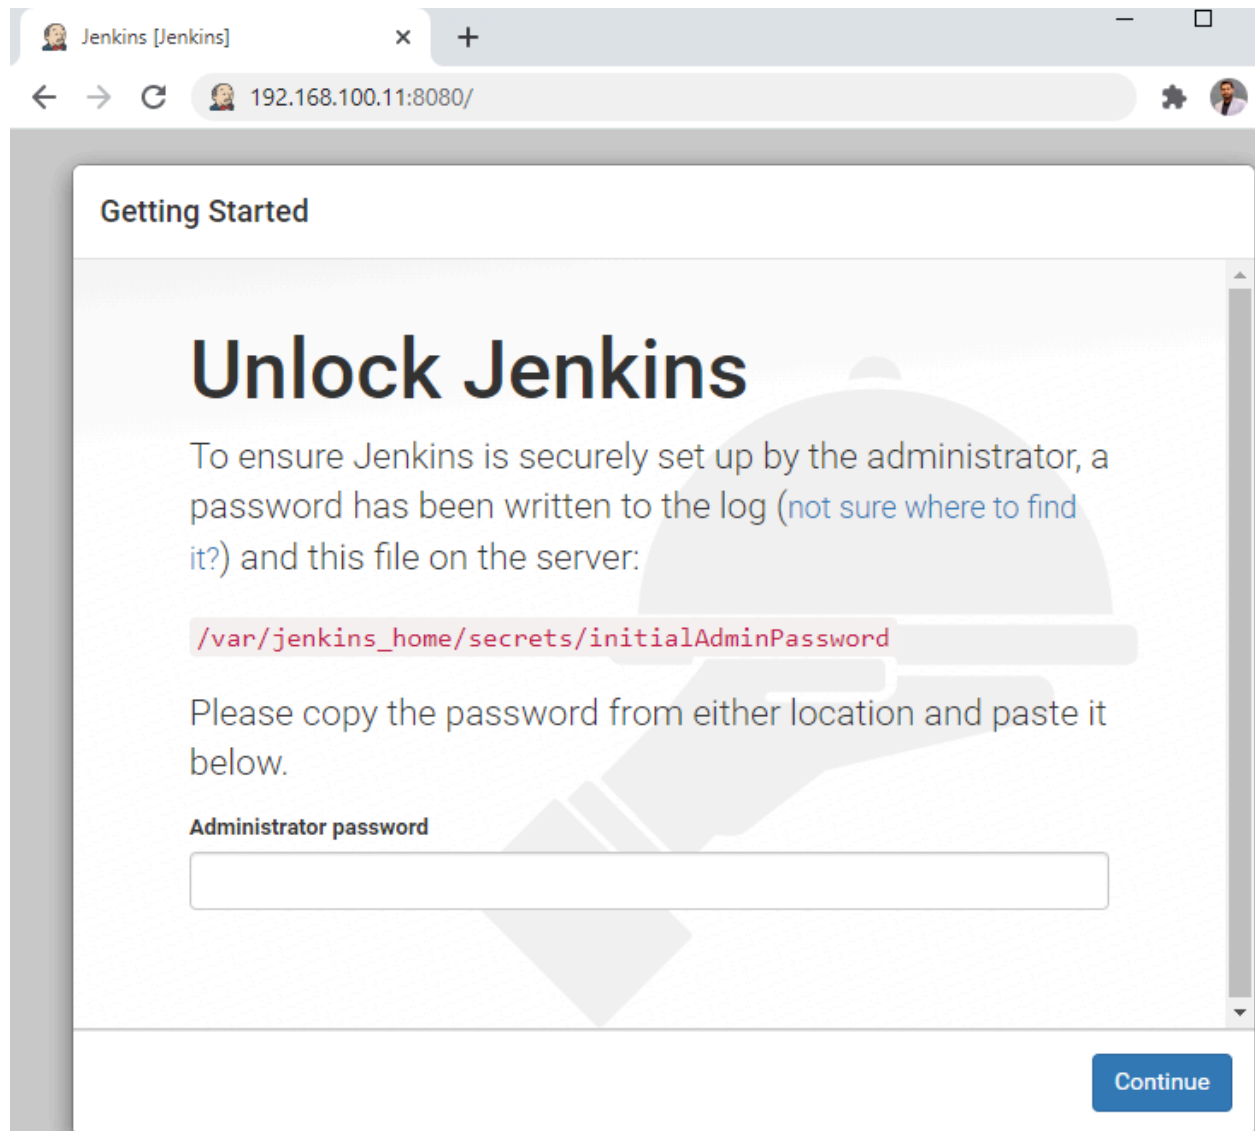 Jenkins [Jenkins]
192.168.100.11:8080/
Getting Started
Unlock Jenkins
To ensure Jenkins is securely set up by the administrator, a
password has been written to the log (not sure where to find
it?) and this file on the server:
/var/jenkins_home/secrets/initialAdminPassword
Please copy the password from either location and paste it
below.
Administrator password
Continue